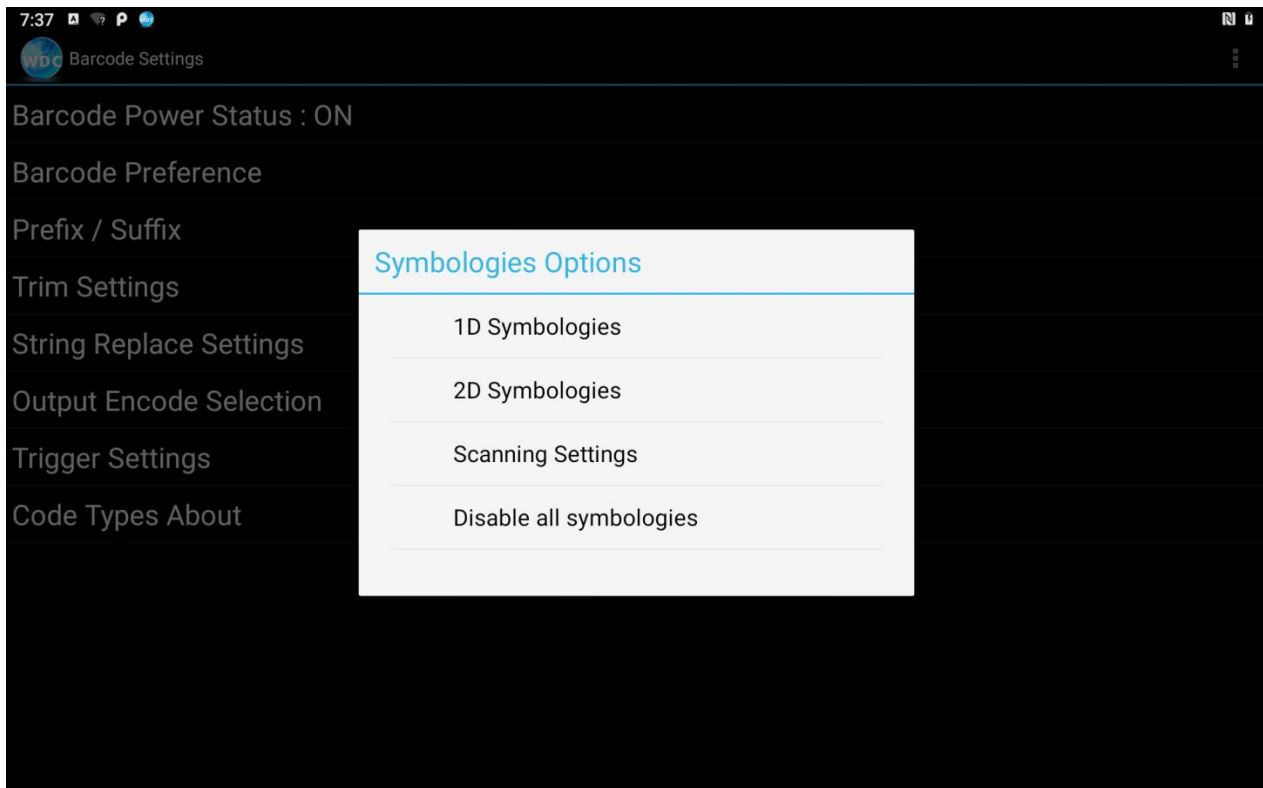 7:37
WDC Barcode Settings
Barcode Power Status : ON
Barcode Preference
Prefix / Suffix
Trim Settings
String Replace Settings
Output Encode Selection
Trigger Settings
Code Types About
Symbologies Options
1D Symbologies
2D Symbologies
Scanning Settings
Disable all symbologies